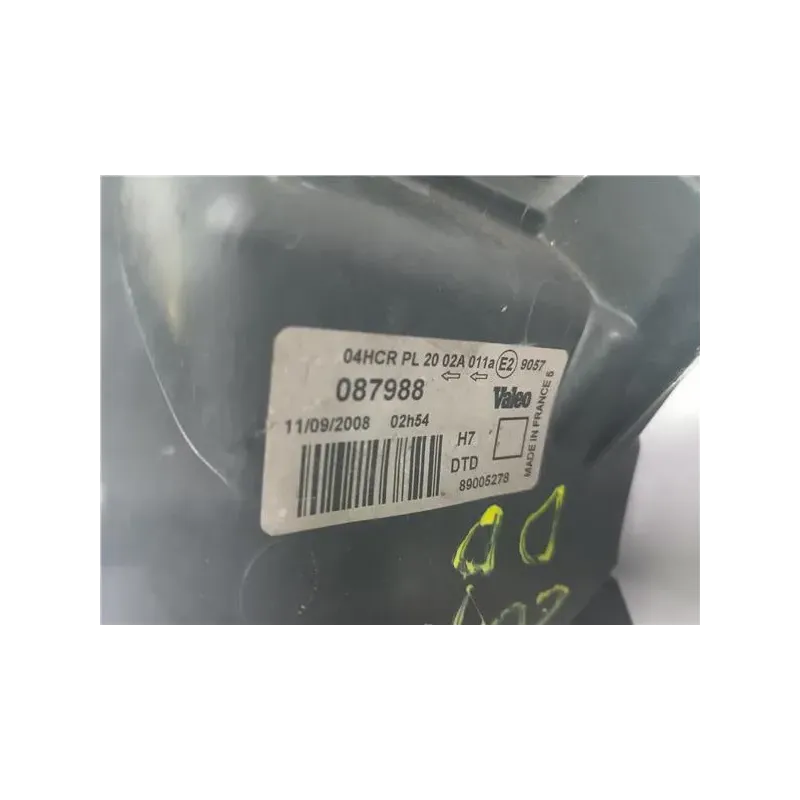 04HCR PL 20 02A 011a E2 9057
087988
Valeo
11/09/2008 02h54
H7
DTD
89005278
MADE IN FRANCE 5